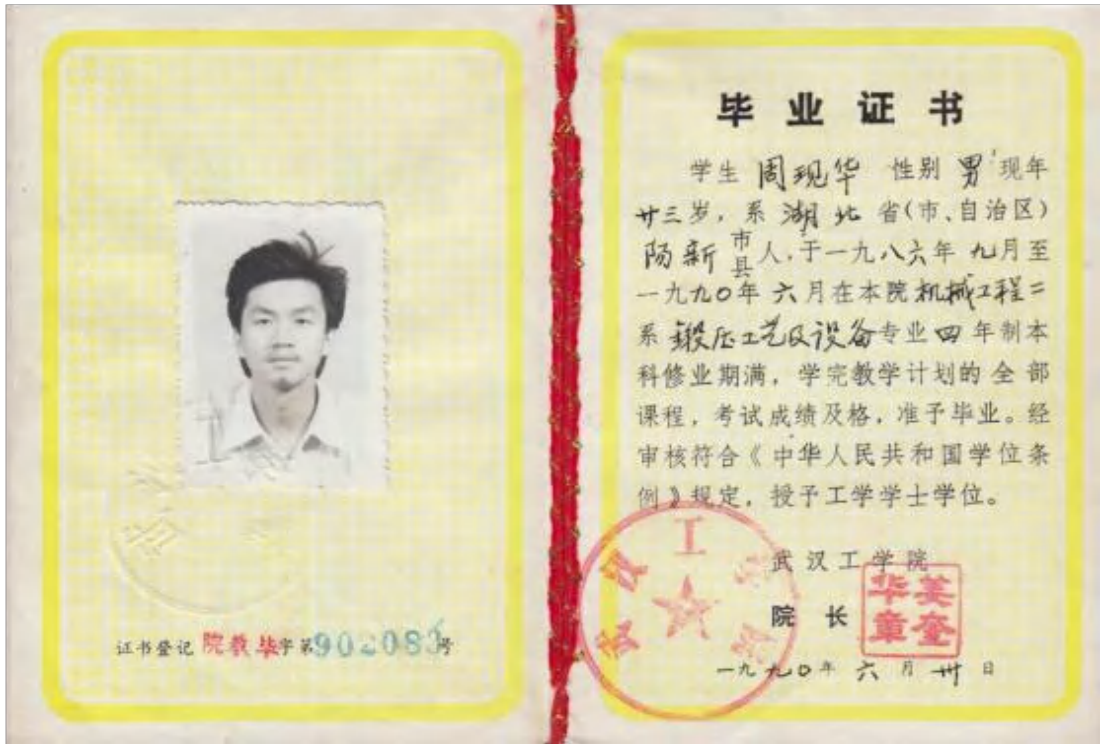 证书登记 院教毕字第902083号
毕业证书
学生 周现华 性别 男 现年
廿三岁，系 湖北 省(市、自治区)
阳新 市县人，于一九八六年 九月至
一九九〇年 六月在本院机械工程二
系 锻压工艺及设备专业 四 年制本
科修业期满，学完教学计划的全部
课程，考试成绩及格，准予毕业。经
审核符合《中华人民共和国学位条
例》规定，授予工学学士学位。
武汉工学院
院长
华奎章
武汉工学院
一九九〇年 六 月 卅 日